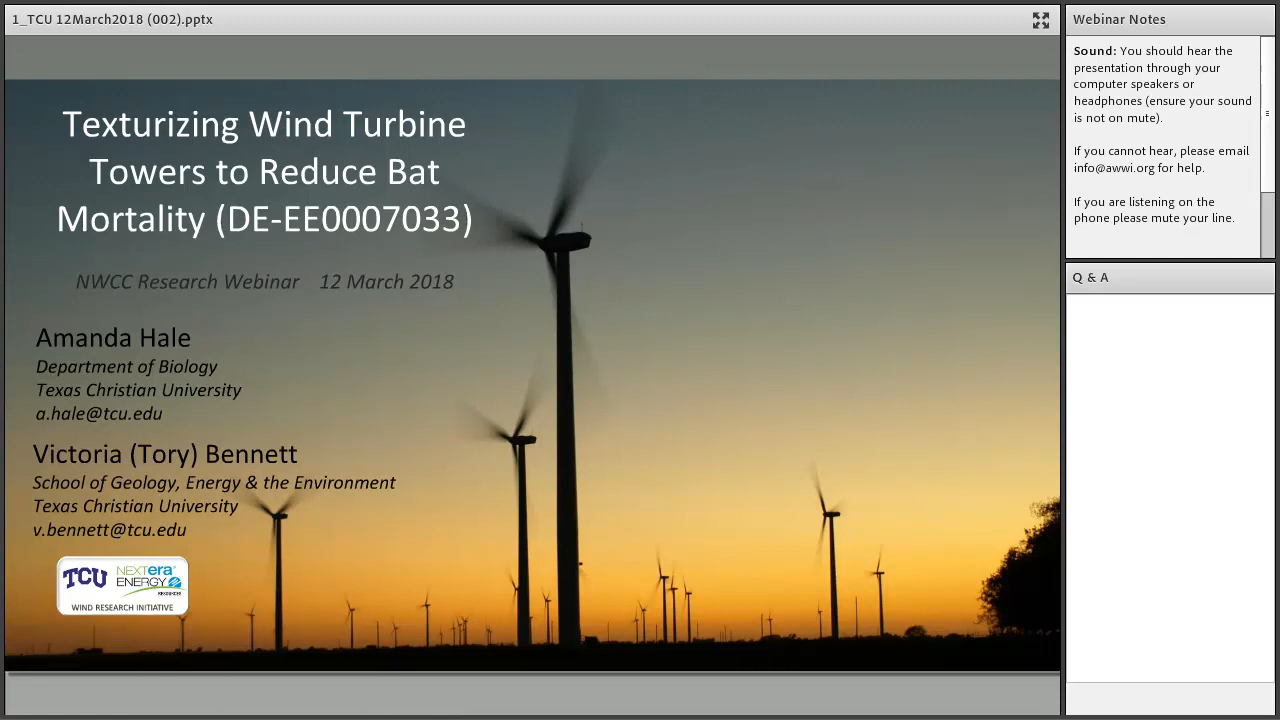 1_TCU 12March2018 (002).pptx
Texturizing Wind Turbine
Towers to Reduce Bat
Mortality (DE-EE0007033)
NWCC Research Webinar 12 March 2018
Amanda Hale
Department of Biology
Texas Christian University
a.hale@tcu.edu
Victoria (Tory) Bennett
School of Geology, Energy & the Environment
Texas Christian University
v.bennett@tcu.edu
TCU NEXTera
ENERGY
RESOURCES
WIND RESEARCH INITIATIVE
Webinar Notes
Sound: You should hear the
presentation through your
computer speakers or
headphones (ensure your sound
is not on mute).
If you cannot hear, please email
info@awwi.org for help.
If you are listening on the
phone please mute your line.
Q & A